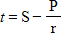 t = S − P/r